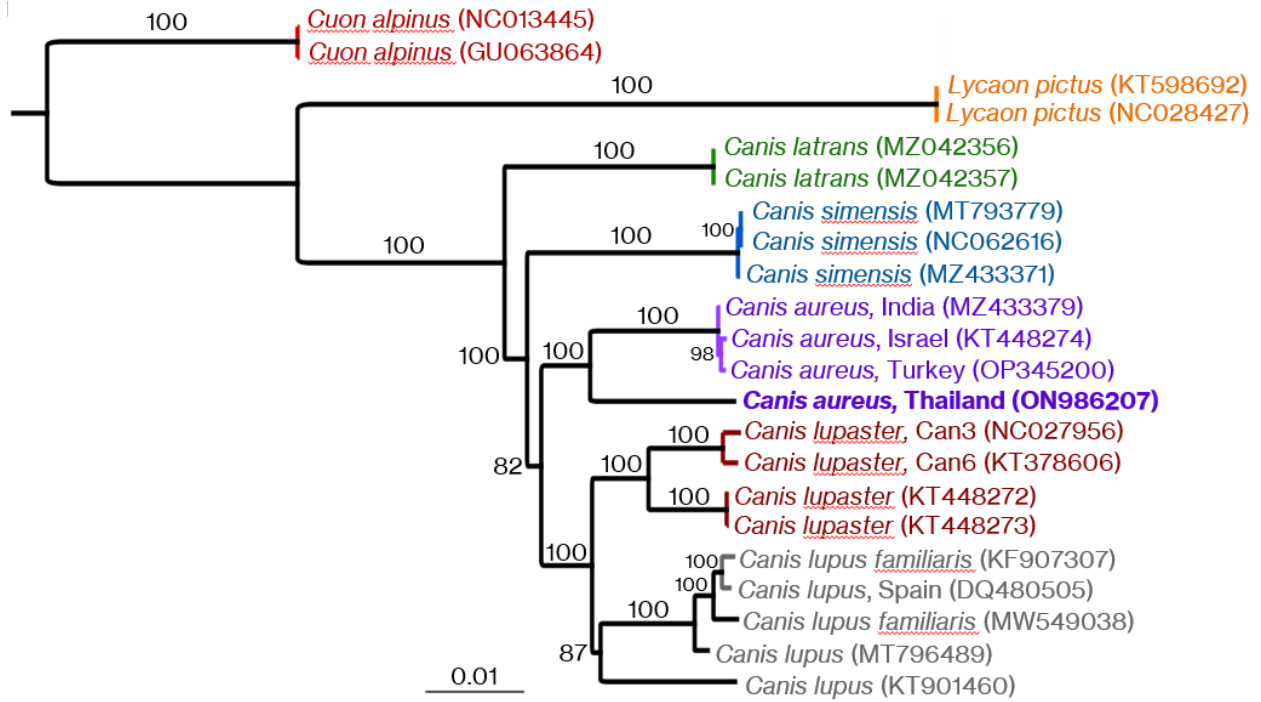 100
Cuon alpinus (NC013445)
Cuon alpinus (GU063864)
100
Lycaon pictus (KT598692)
Lycaon pictus (NC028427)
100
Canis latrans (MZ042356)
Canis latrans (MZ042357)
100
100
100
Canis simensis (MT793779)
Canis simensis (NC062616)
Canis simensis (MZ433371)
100
Canis aureus, India (MZ433379)
Canis aureus, Israel (KT448274)
98
Canis aureus, Turkey (OP345200)
100
100
Canis aureus, Thailand (ON986207)
100
Canis lupaster, Can3 (NC027956)
Canis lupaster, Can6 (KT378606)
82
100
100
Canis lupaster (KT448272)
Canis lupaster (KT448273)
100
100
Canis lupus familiaris (KF907307)
100
Canis lupus, Spain (DQ480505)
100
Canis lupus familiaris (MW549038)
87
Canis lupus (MT796489)
0.01
Canis lupus (KT901460)